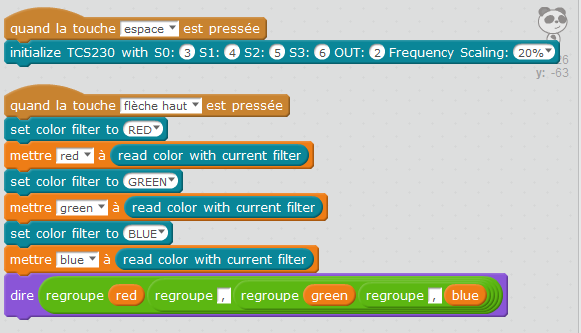 quand la touche espace est pressée
initialize TCS230 with S0: 3 S1: 4 S2: 5 S3: 6 OUT: 2 Frequency Scaling: 20%
y: -63
quand la touche flèche haut est pressée
set color filter to RED
mettre red à read color with current filter
set color filter to GREEN
mettre green à read color with current filter
set color filter to BLUE
mettre blue à read color with current filter
dire regroupe red regroupe , regroupe green regroupe , blue